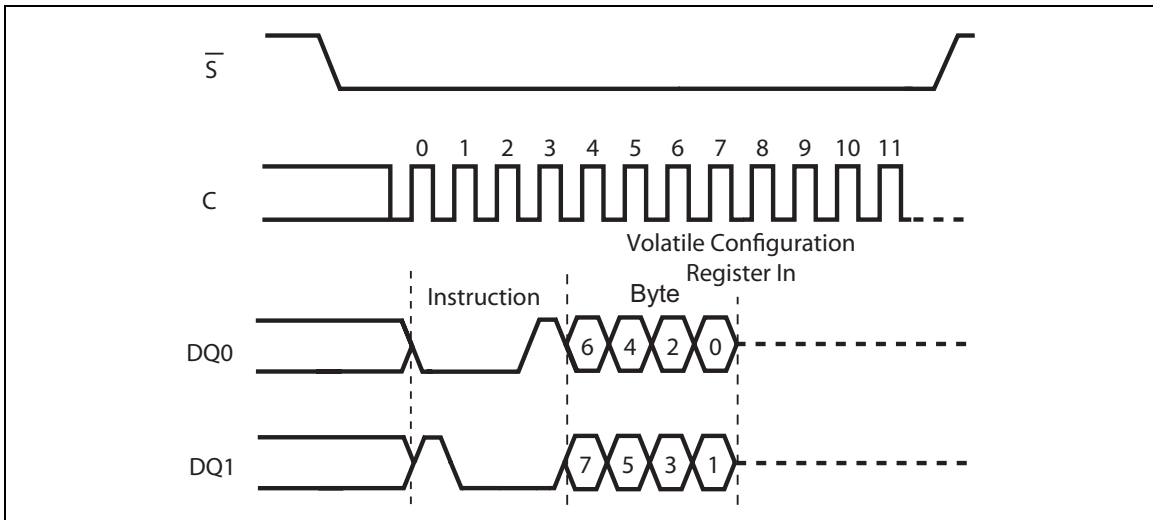 S
0 1 2 3 4 5 6 7 8 9 10 11
C
Volatile Configuration
Register In
Instruction
Byte
DQ0
6 4 2 0
DQ1
7 5 3 1